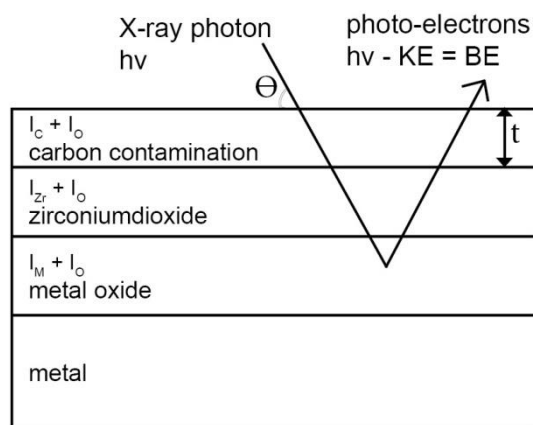 X-ray photon
hv
photo-electrons
hv - KE = BE
Θ
t
I_C + I_O
carbon contamination
I_Zr + I_O
zirconiumdioxide
I_M + I_O
metal oxide
metal